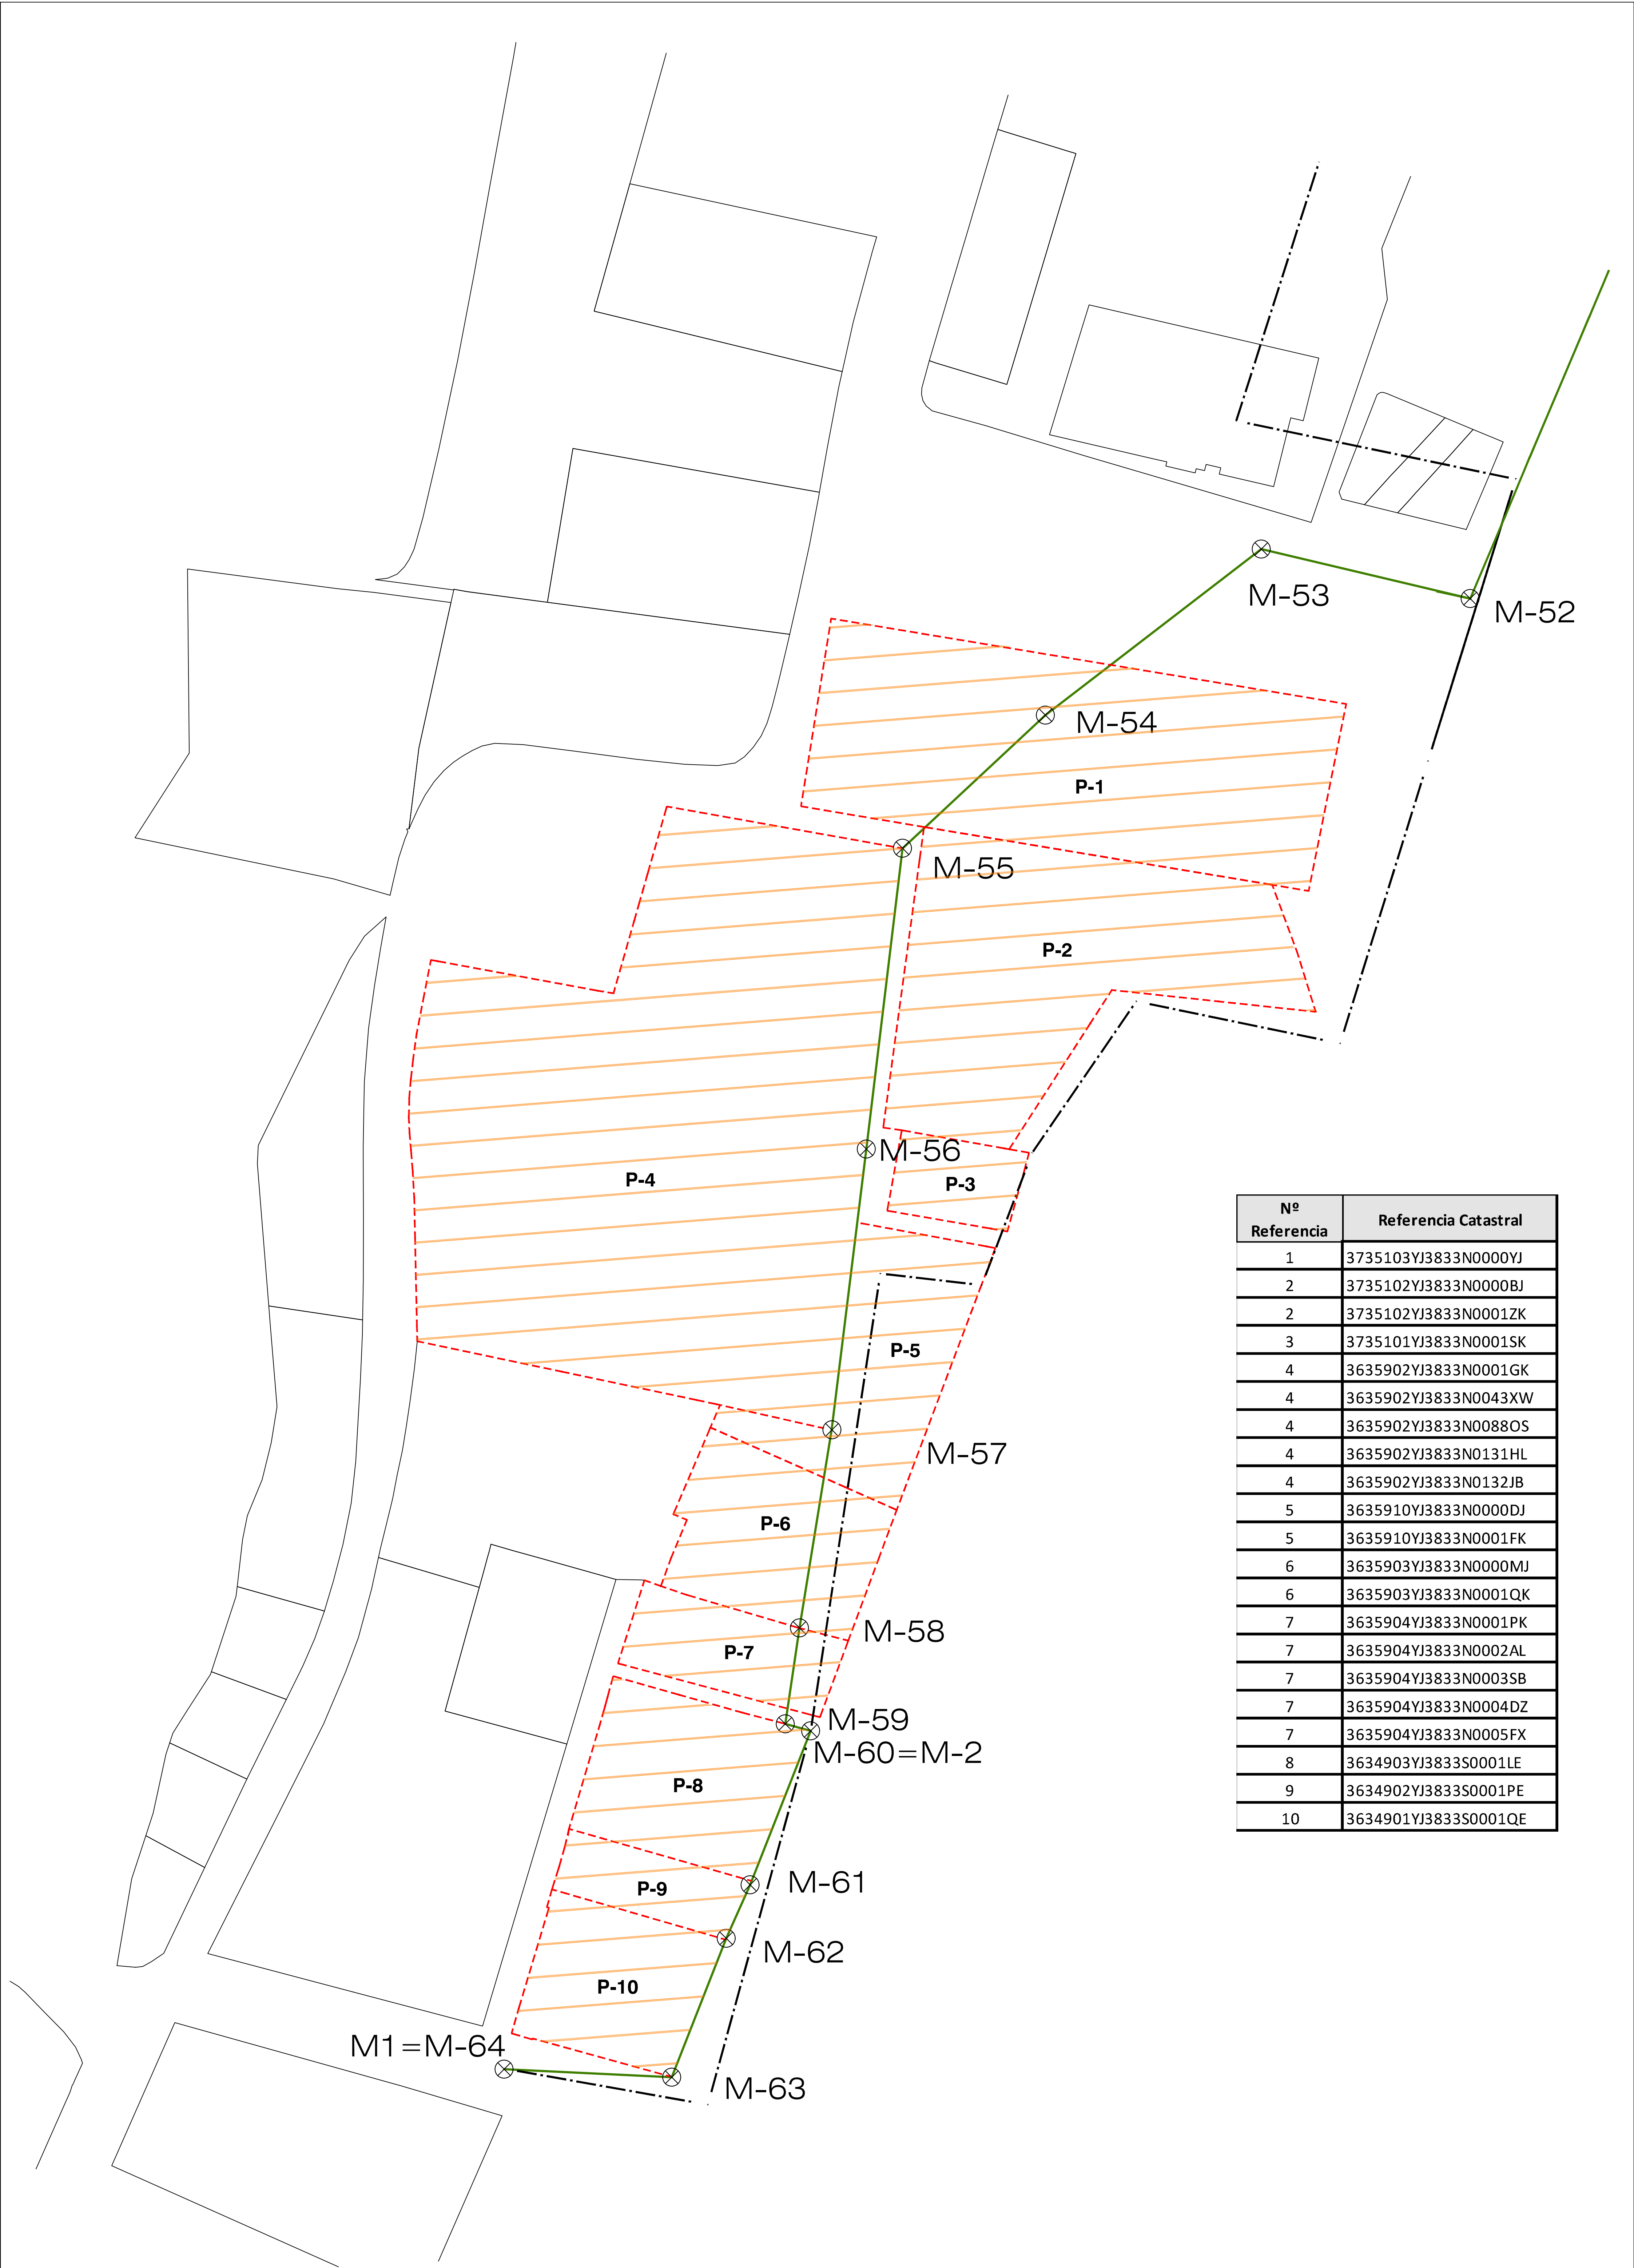 M-53
M-52
M-54
P-1
M-55
P-2
M-56
P-4
P-3
Nº
Referencia
Referencia Catastral
1 3735103YJ3833N0000YJ
2 3735102YJ3833N0000BJ
2 3735102YJ3833N0001ZK
3 3735101YJ3833N0001SK
4 3635902YJ3833N0001GK
4 3635902YJ3833N0043XW
4 3635902YJ3833N0088OS
4 3635902YJ3833N0131HL
4 3635902YJ3833N0132JB
5 3635910YJ3833N0000DJ
5 3635910YJ3833N0001FK
6 3635903YJ3833N0000MJ
6 3635903YJ3833N0001QK
7 3635904YJ3833N0001PK
7 3635904YJ3833N0002AL
7 3635904YJ3833N0003SB
7 3635904YJ3833N0004DZ
7 3635904YJ3833N0005FX
8 3634903YJ3833S0001LE
9 3634902YJ3833S0001PE
10 3634901YJ3833S0001QE
P-5
M-57
P-6
M-58
P-7
M-59
M-60=M-2
P-8
M-61
P-9
M-62
P-10
M1=M-64
M-63